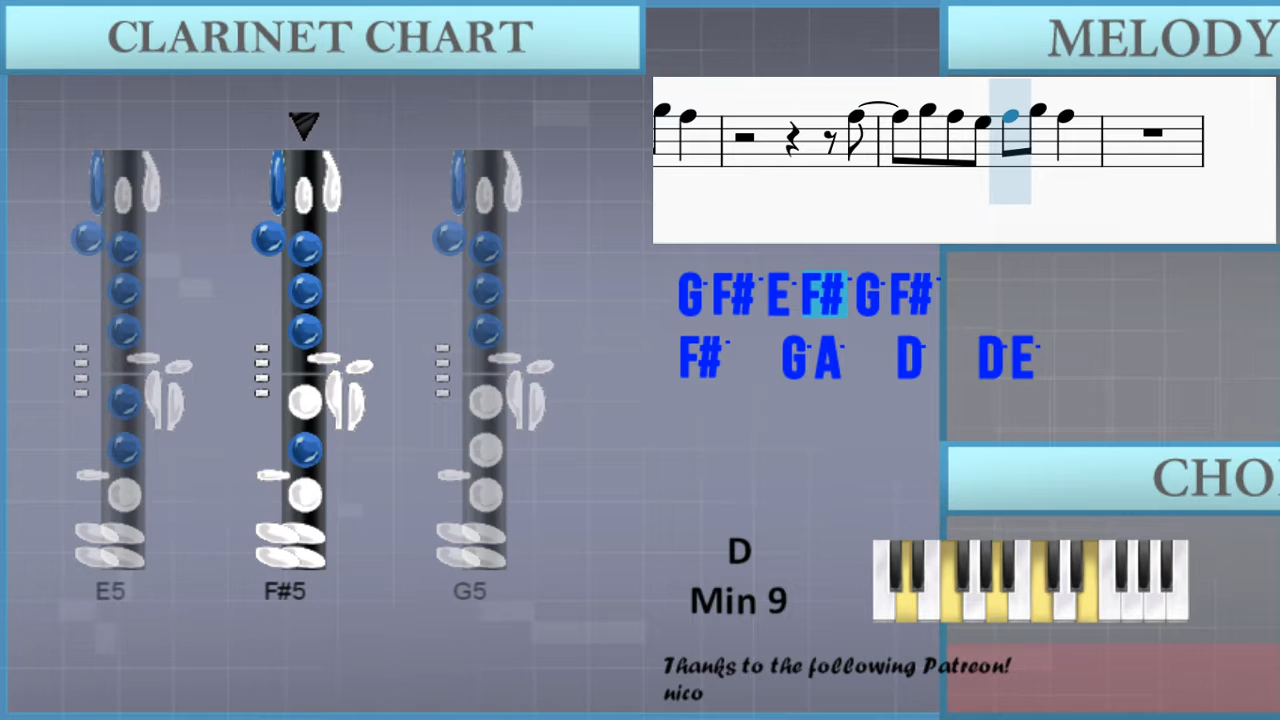 CLARINET CHART
MELODY
G- F#- E- F#- G- F#-
F#- G- A- D- D- E-
E5 F#5 G5
CHO
D
Min 9
Thanks to the following Patreon!
nico